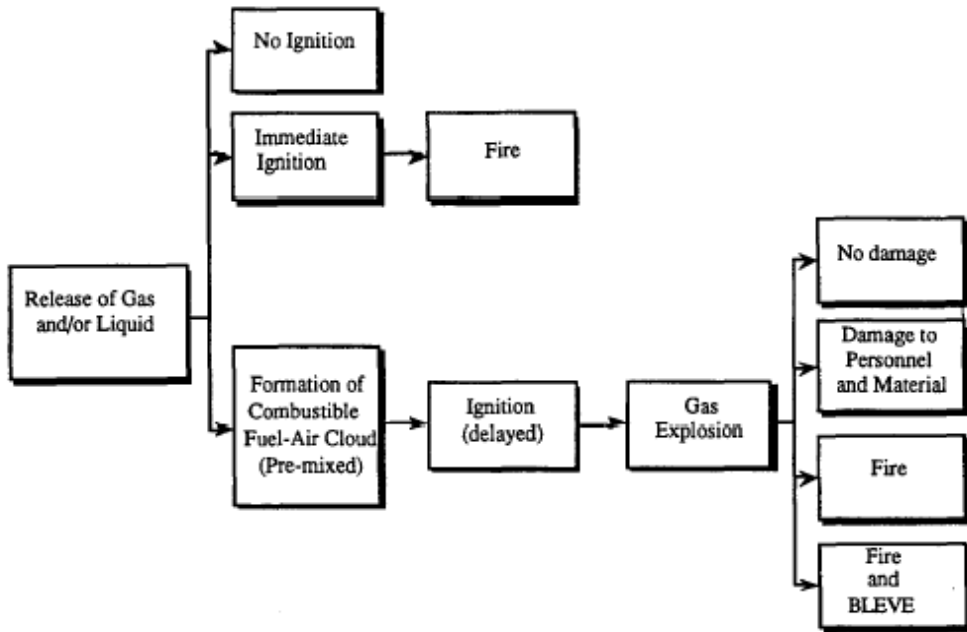 No Ignition
Immediate
Ignition
Fire
Release of Gas
and/or Liquid
Formation of
Combustible
Fuel-Air Cloud
(Pre-mixed)
Ignition
(delayed)
Gas
Explosion
No damage
Damage to
Personnel
and Material
Fire
Fire
and
BLEVE